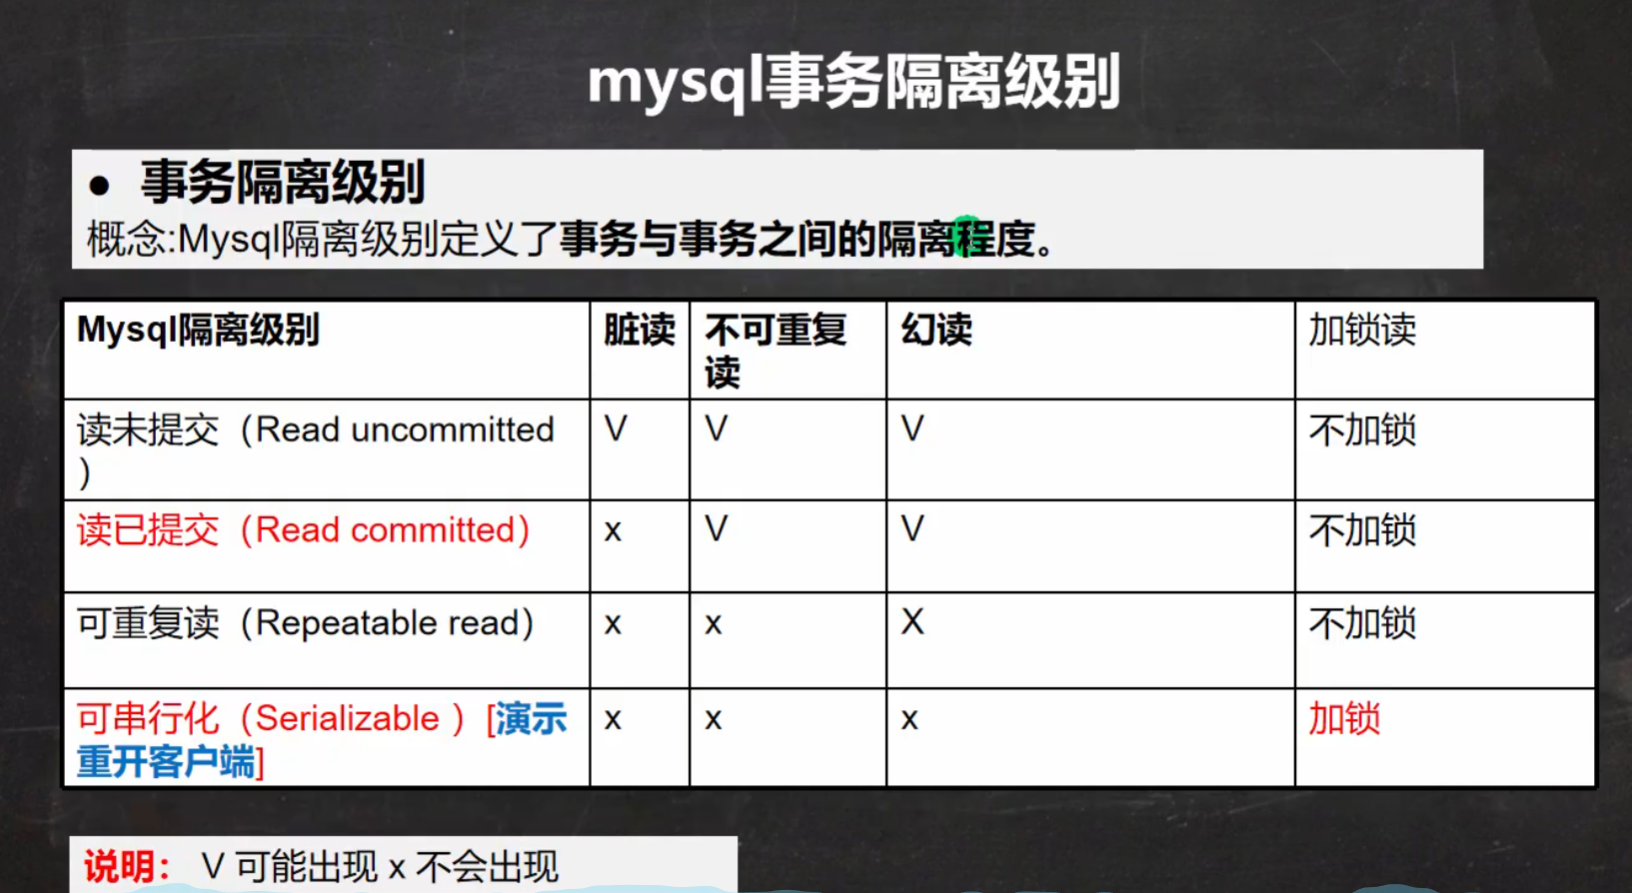 mysql事务隔离级别
● 事务隔离级别
概念:Mysql隔离级别定义了事务与事务之间的隔离程度。
Mysql隔离级别 脏读 不可重复 幻读 加锁读
读
读未提交（Read uncommitted V V V 不加锁
）
读已提交（Read committed） x V V 不加锁
可重复读（Repeatable read） x x X 不加锁
可串行化（Serializable ）[演示 x x x 加锁
重开客户端]
说明： V 可能出现 x 不会出现